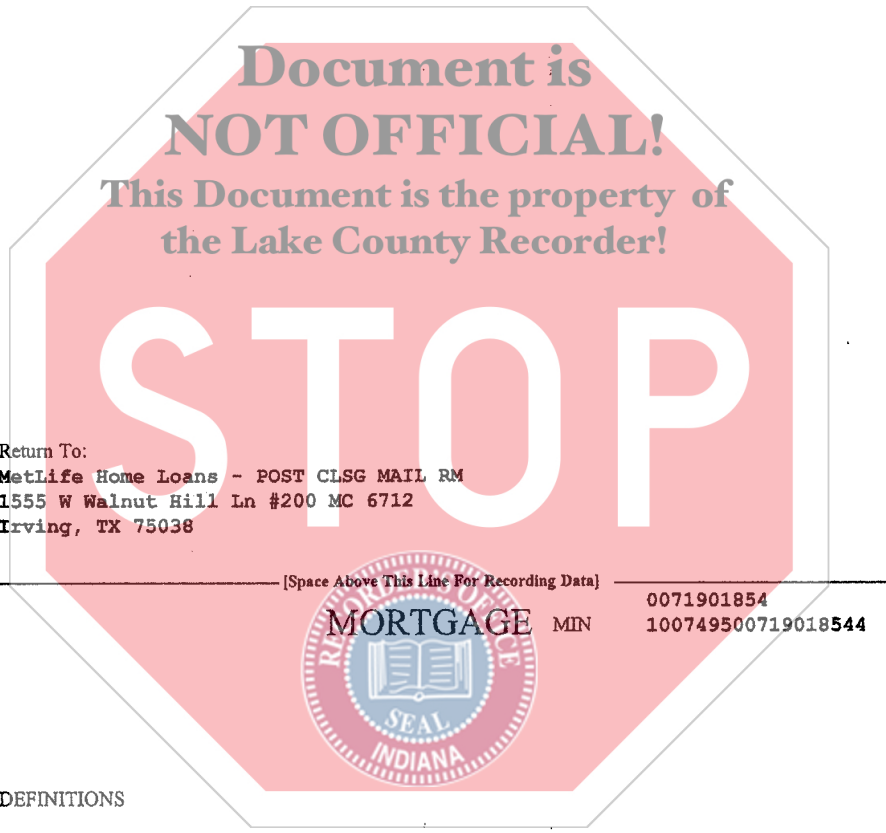 Document is
NOT OFFICIAL!
This Document is the property of
the Lake County Recorder!
STOP
Return To:
MetLife Home Loans - POST CLSG MAIL RM
1555 W Walnut Hill Ln #200 MC 6712
Irving, TX 75038
[Space Above This Line For Recording Data]
0071901854
MORTGAGE MIN 100749500719018544
RECORDER'S OFFICE
SEAL
INDIANA
DEFINITIONS